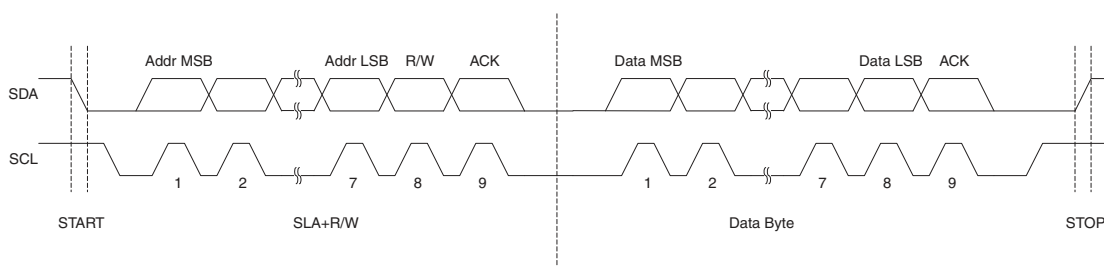 Addr MSB Addr LSB R/W ACK Data MSB Data LSB ACK
SDA
SCL
1 2 7 8 9 1 2 7 8 9
START SLA+R/W Data Byte STOP